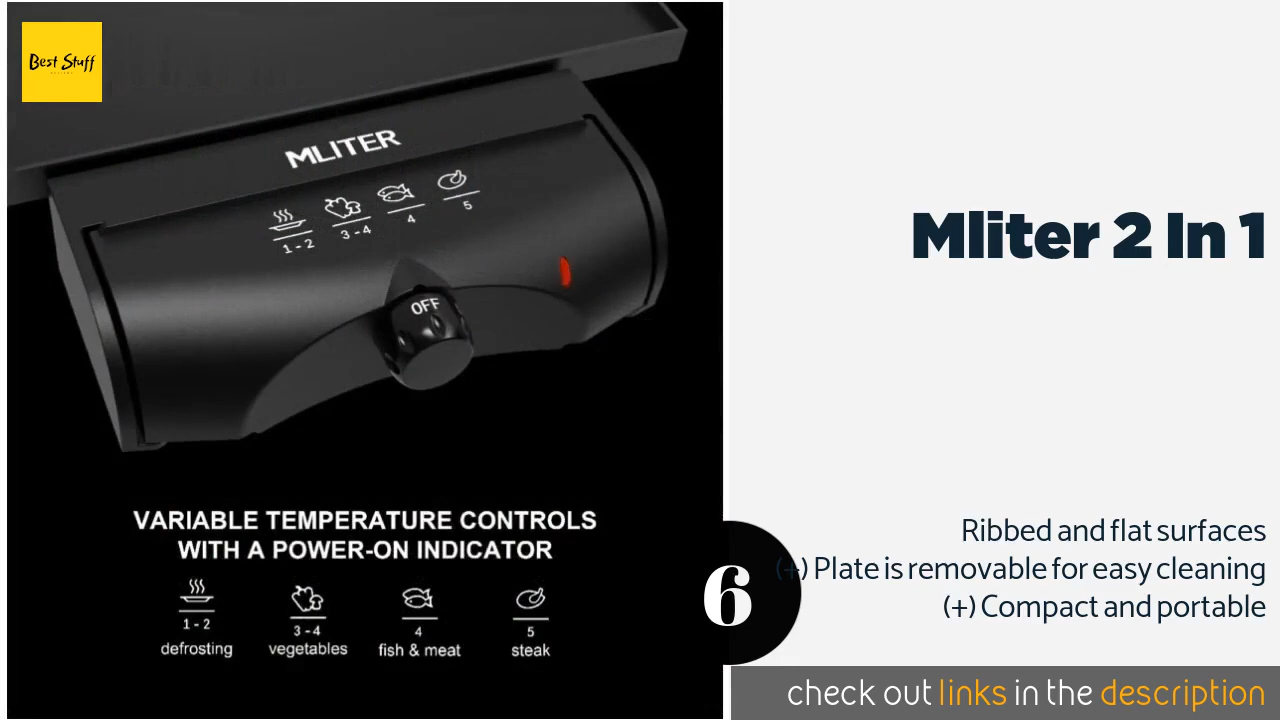 Best Stuff
MLITER
1-2
3-4
4
5
OFF
VARIABLE TEMPERATURE CONTROLS
WITH A POWER-ON INDICATOR
1-2
3-4
4
5
defrosting
vegetables
fish & meat
steak
Mliter 2 In 1
6
Ribbed and flat surfaces
(+) Plate is removable for easy cleaning
(+) Compact and portable
check out links in the description